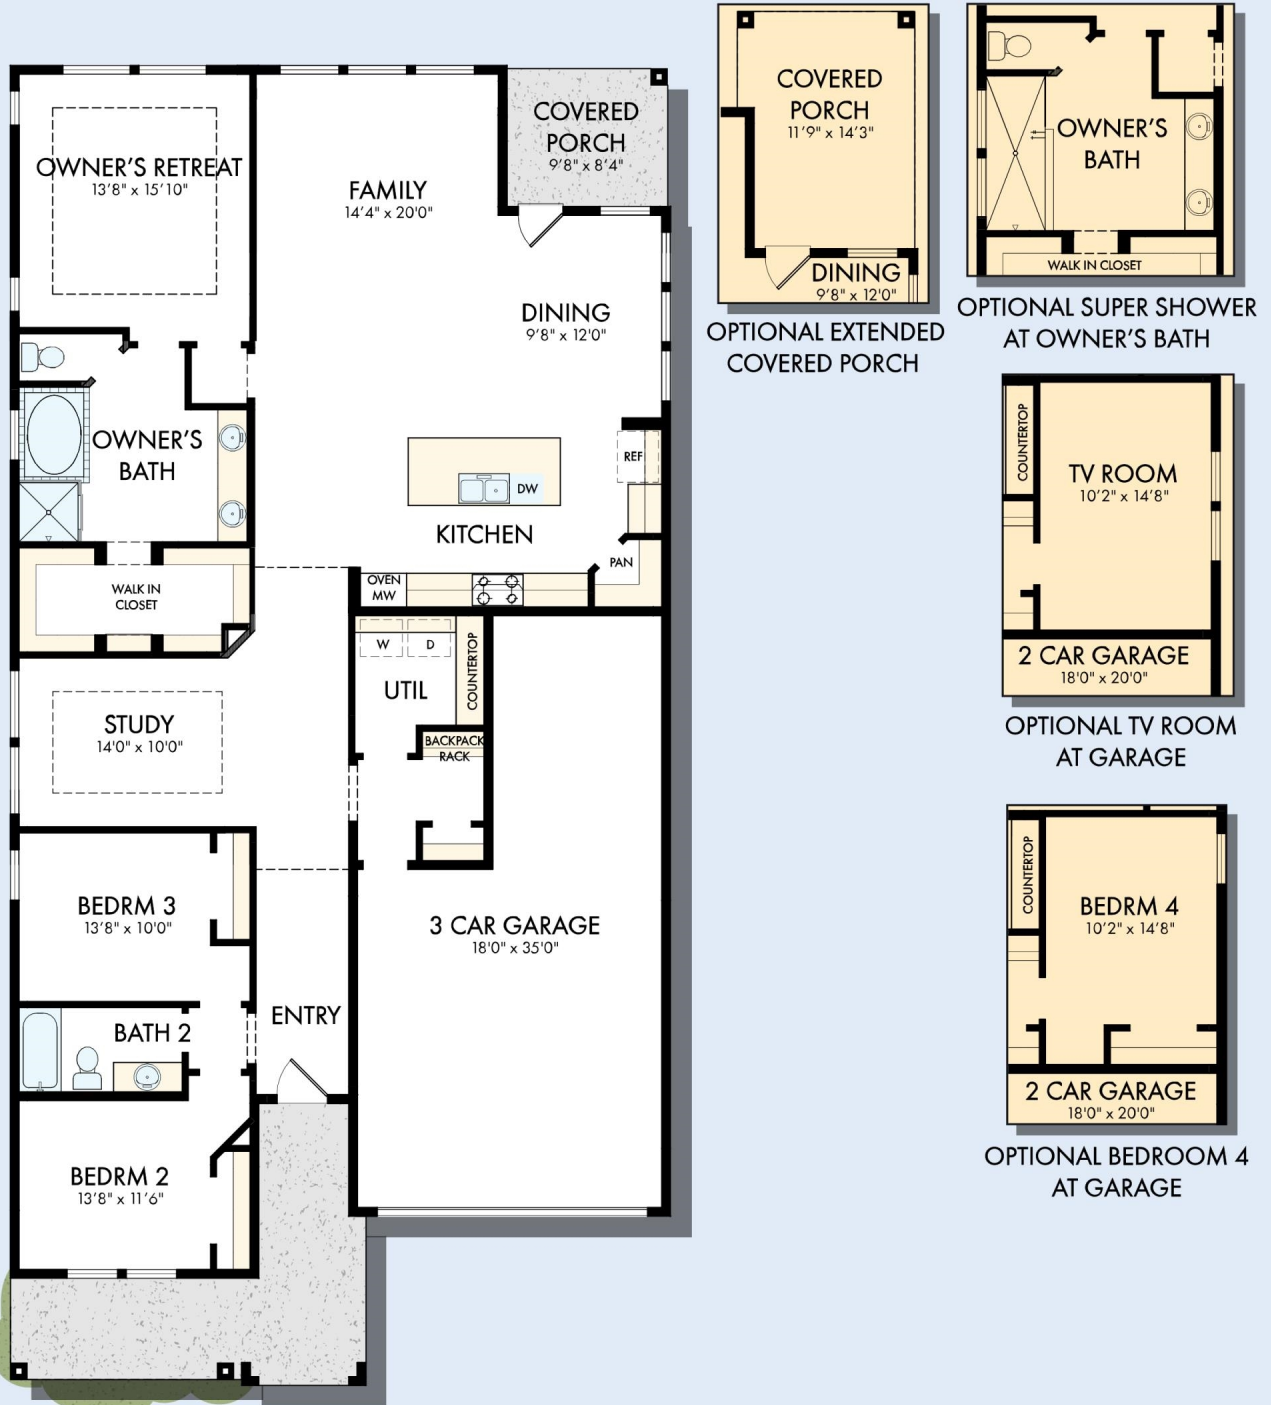 OWNER'S RETREAT
13'8" x 15'10"
FAMILY
14'4" x 20'0"
COVERED
PORCH
9'8" x 8'4"
DINING
9'8" x 12'0"
OWNER'S
BATH
REF
DW
KITCHEN
PAN
OVEN
MW
WALK IN
CLOSET
W
D
COUNTERTOP
UTIL
STUDY
14'0" x 10'0"
BACKPACK
RACK
BEDRM 3
13'8" x 10'0"
3 CAR GARAGE
18'0" x 35'0"
ENTRY
BATH 2
BEDRM 2
13'8" x 11'6"
COVERED
PORCH
11'9" x 14'3"
DINING
9'8" x 12'0"
OPTIONAL EXTENDED
COVERED PORCH
OWNER'S
BATH
WALK IN CLOSET
OPTIONAL SUPER SHOWER
AT OWNER'S BATH
COUNTERTOP
TV ROOM
10'2" x 14'8"
2 CAR GARAGE
18'0" x 20'0"
OPTIONAL TV ROOM
AT GARAGE
COUNTERTOP
BEDRM 4
10'2" x 14'8"
2 CAR GARAGE
18'0" x 20'0"
OPTIONAL BEDROOM 4
AT GARAGE